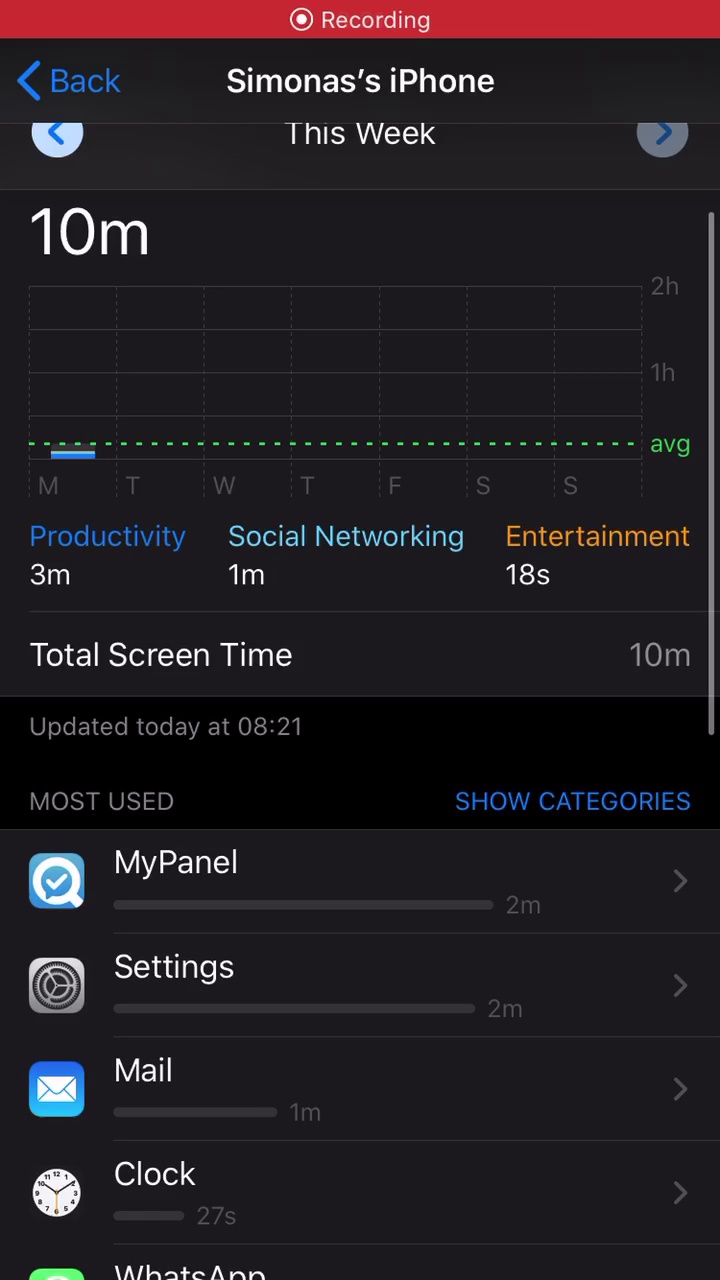 Recording
Back
Simonas’s iPhone
This Week
10m
2h
1h
avg
M T W T F S S
Productivity Social Networking Entertainment
3m 1m 18s
Total Screen Time 10m
Updated today at 08:21
MOST USED SHOW CATEGORIES
MyPanel
2m
Settings
2m
Mail
1m
Clock
27s
WhatsApp